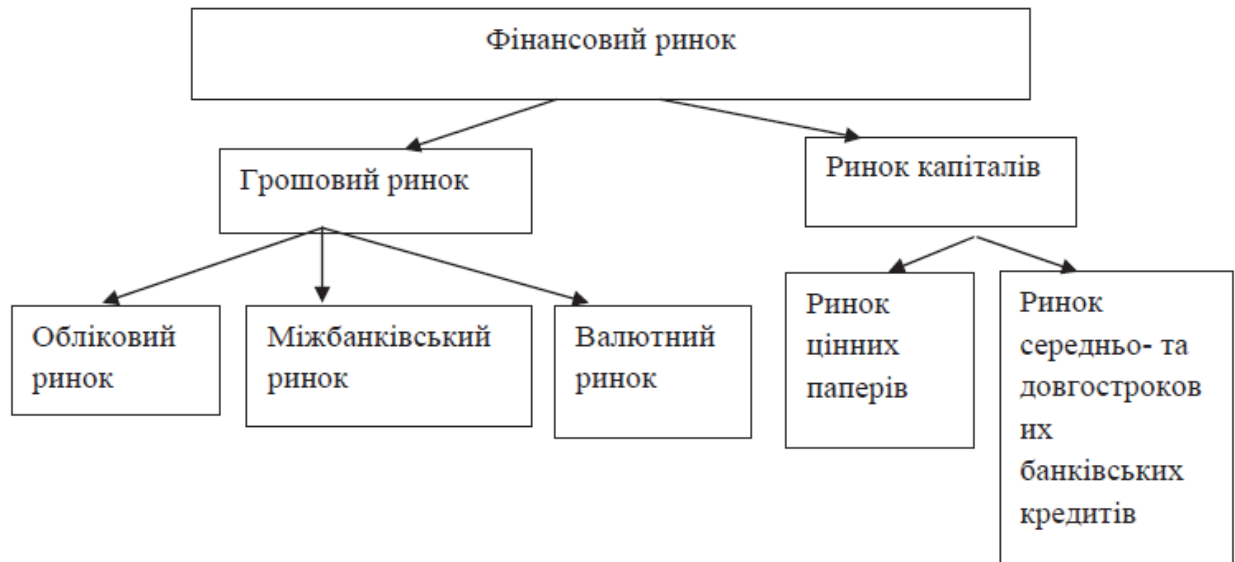 Фінансовий ринок
Грошовий ринок
Ринок капіталів
Обліковий
ринок
Міжбанківський
ринок
Валютний
ринок
Ринок
цінних
паперів
Ринок
середньо- та
довгостроков
их
банківських
кредитів